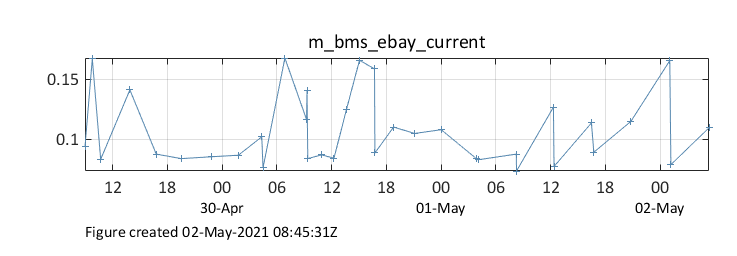 m_bms_ebay_current
0.15
0.1
12 18 00 06 12 18 00 06 12 18 00
30-Apr 01-May 02-May
Figure created 02-May-2021 08:45:31Z